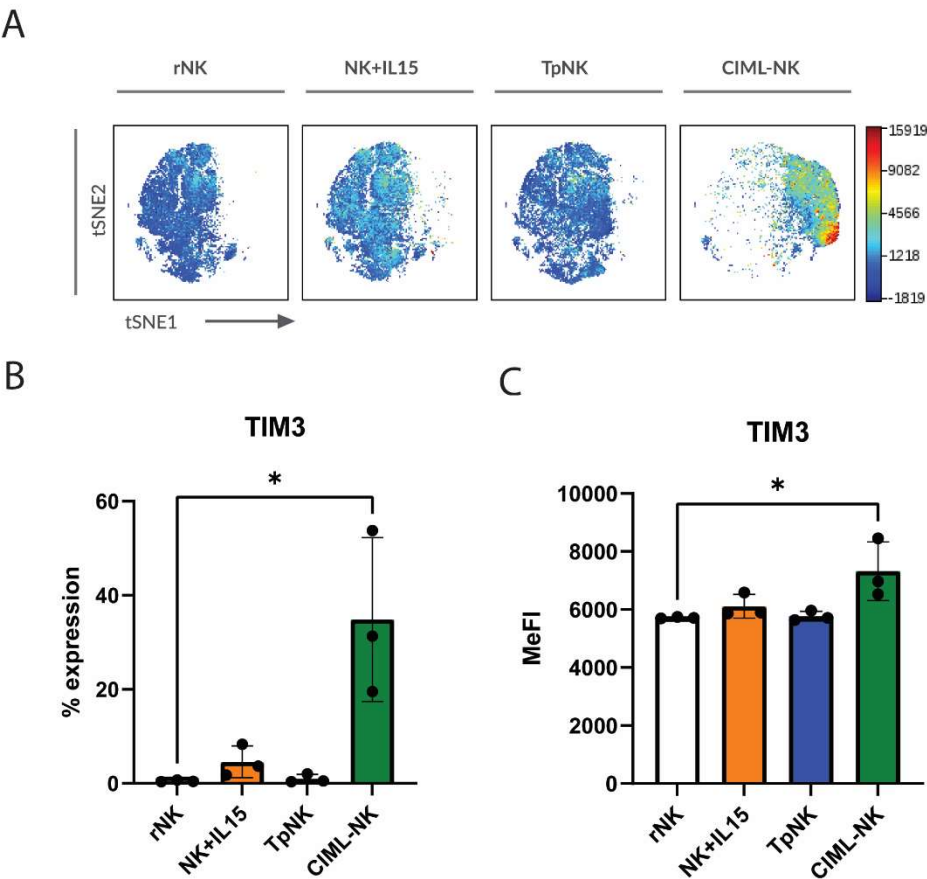 A
rNK
NK+IL15
TpNK
CIML-NK
tSNE2
tSNE1
15919
9082
4566
1218
-1819
B
TIM3
*
% expression
60
40
20
0
rNK
NK+IL15
TpNK
CIML-NK
C
TIM3
*
MeFI
10000
8000
6000
4000
2000
0
rNK
NK+IL15
TpNK
CIML-NK